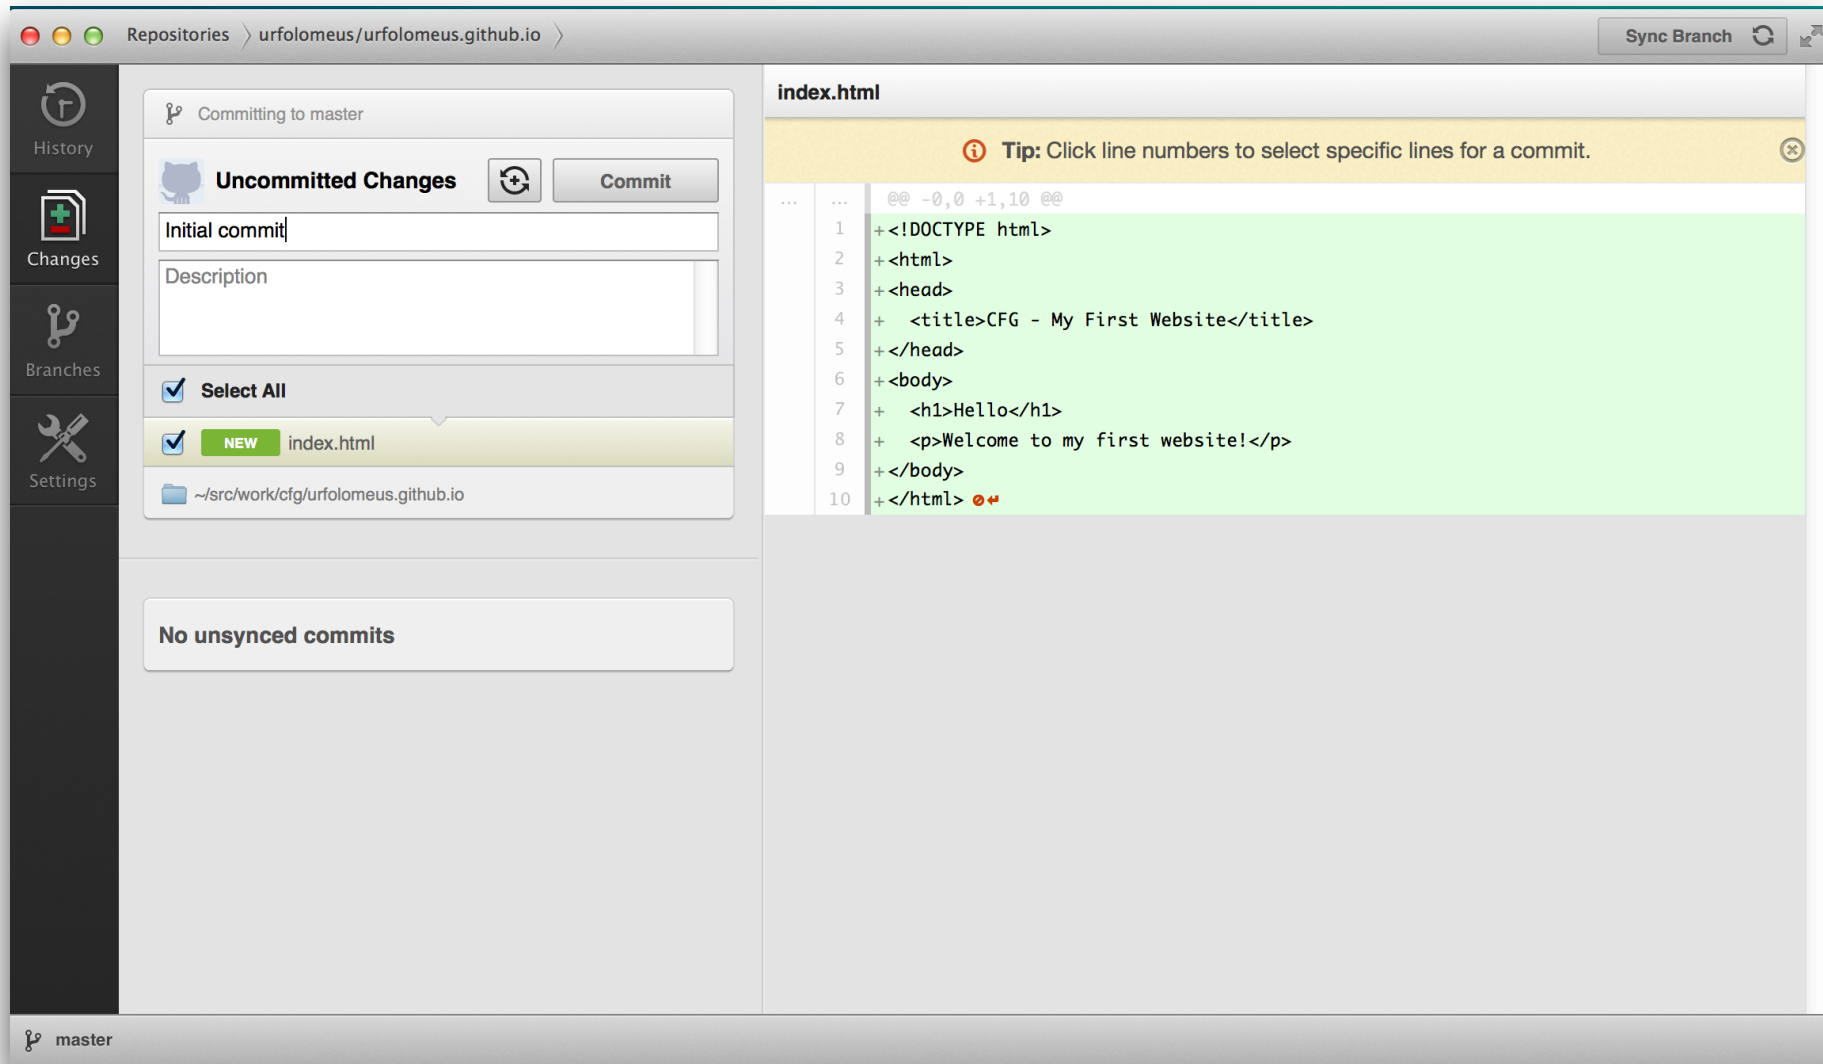 Repositories urfolomeus/urfolomeus.github.io
Sync Branch
History
Changes
Branches
Settings
Committing to master
Uncommitted Changes
Commit
Initial commit
Description
Select All
NEW index.html
~/src/work/cfg/urfolomeus.github.io
No unsynced commits
index.html
Tip: Click line numbers to select specific lines for a commit.
... ... @@ -0,0 +1,10 @@
1 +<!DOCTYPE html>
2 +<html>
3 +<head>
4 +  <title>CFG - My First Website</title>
5 +</head>
6 +<body>
7 +  <h1>Hello</h1>
8 +  <p>Welcome to my first website!</p>
9 +</body>
10 +</html>
master